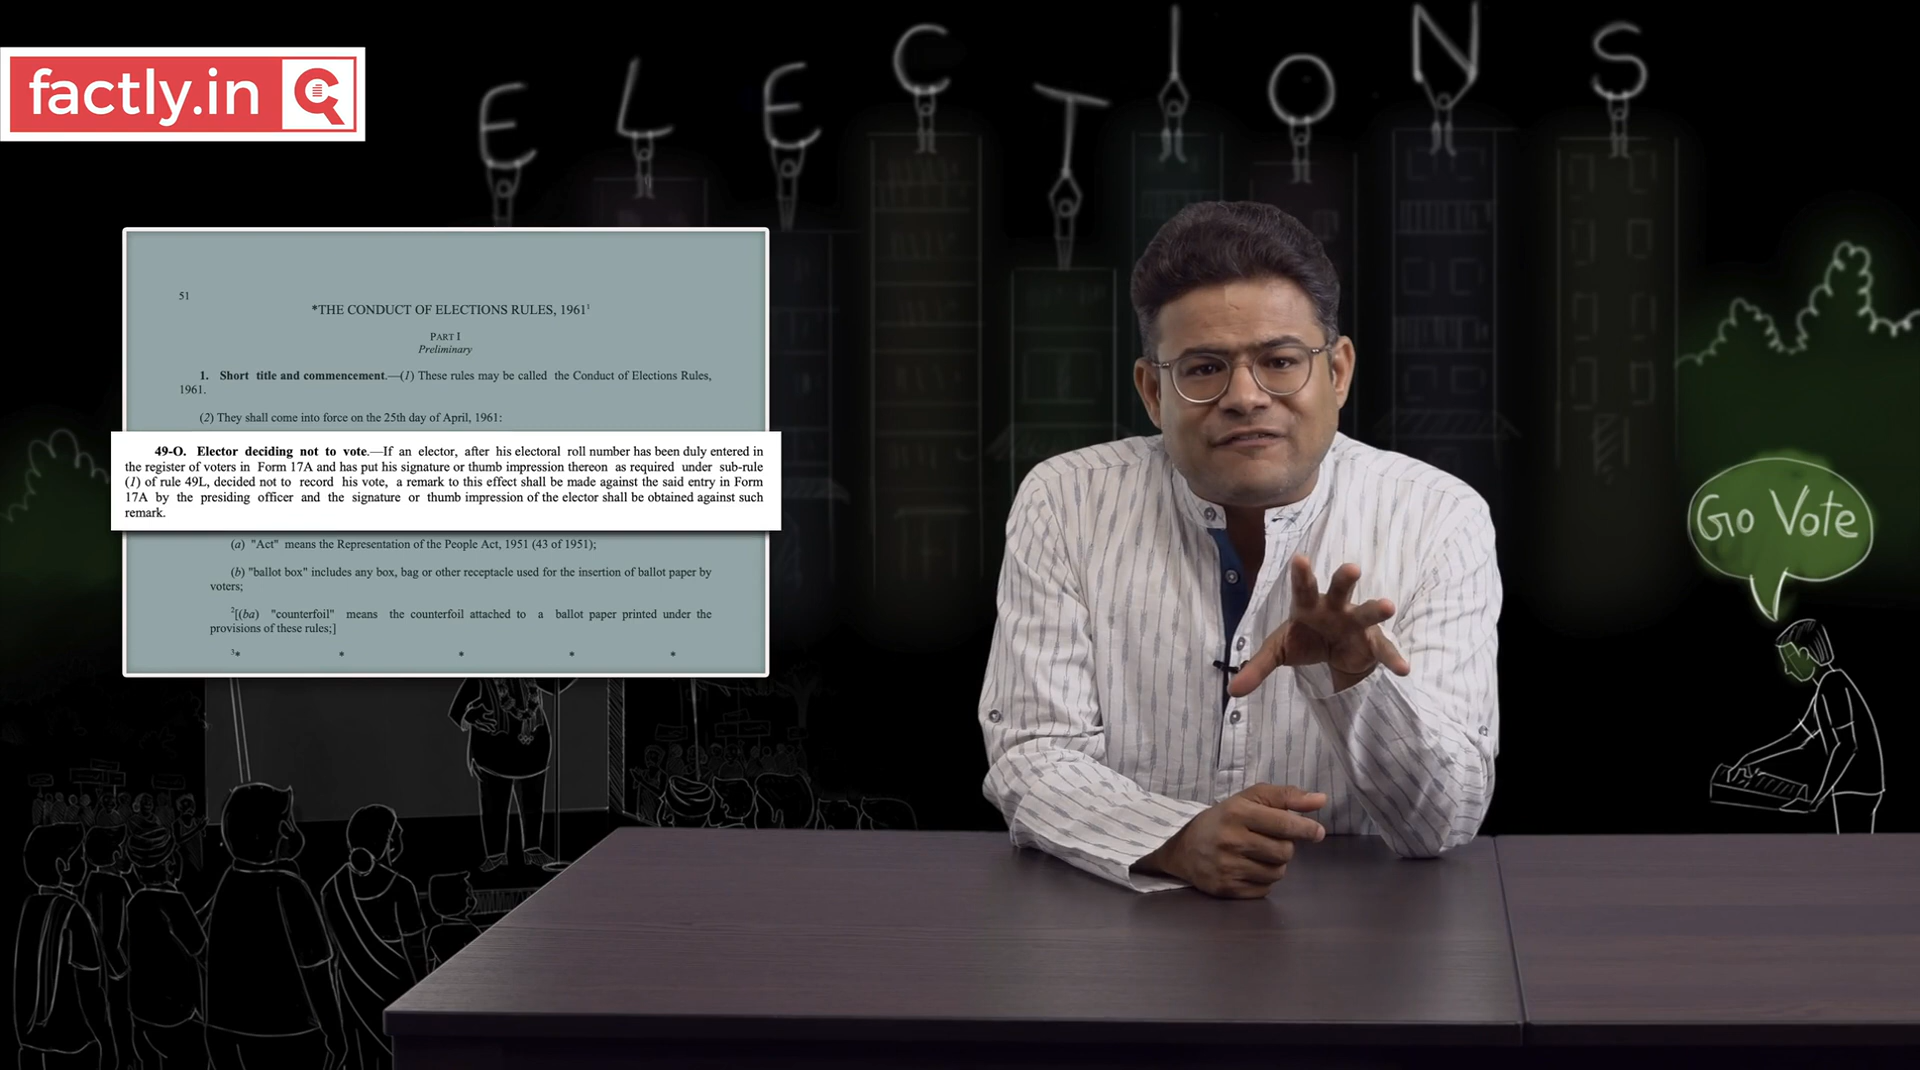 ELECTIONS
factly.in
51
*THE CONDUCT OF ELECTIONS RULES, 1961¹
PART I
Preliminary
1. Short title and commencement.—(1) These rules may be called the Conduct of Elections Rules,
1961.
(2) They shall come into force on the 25th day of April, 1961:
49-O. Elector deciding not to vote.—If an elector, after his electoral roll number has been duly entered in
the register of voters in Form 17A and has put his signature or thumb impression thereon as required under sub-rule
(1) of rule 49L, decided not to record his vote, a remark to this effect shall be made against the said entry in Form
17A by the presiding officer and the signature or thumb impression of the elector shall be obtained against such
remark.
(a) "Act" means the Representation of the People Act, 1951 (43 of 1951);
(b) "ballot box" includes any box, bag or other receptacle used for the insertion of ballot paper by
voters;
²[(ba) "counterfoil" means the counterfoil attached to a ballot paper printed under the
provisions of these rules;]
³* * * * *
Go Vote